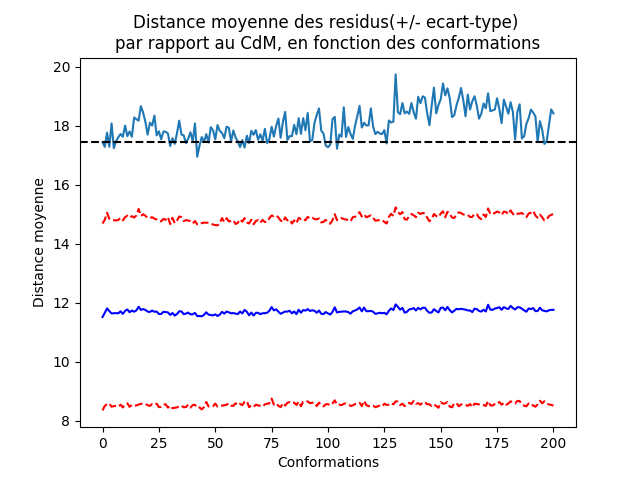 Distance moyenne des residus(+/- ecart-type)
par rapport au CdM, en fonction des conformations
20
18
16
14
12
10
8
Distance moyenne
0 25 50 75 100 125 150 175 200
Conformations